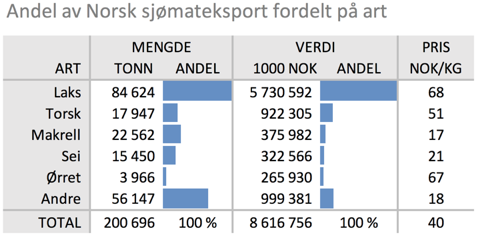 Andel av Norsk sjømateksport fordelt på art
MENGDE VERDI PRIS
ART TONN ANDEL 1000 NOK ANDEL NOK/KG
Laks 84 624 5 730 592 68
Torsk 17 947 922 305 51
Makrell 22 562 375 982 17
Sei 15 450 322 566 21
Ørret 3 966 265 930 67
Andre 56 147 999 381 18
TOTAL 200 696 100 % 8 616 756 100 % 40